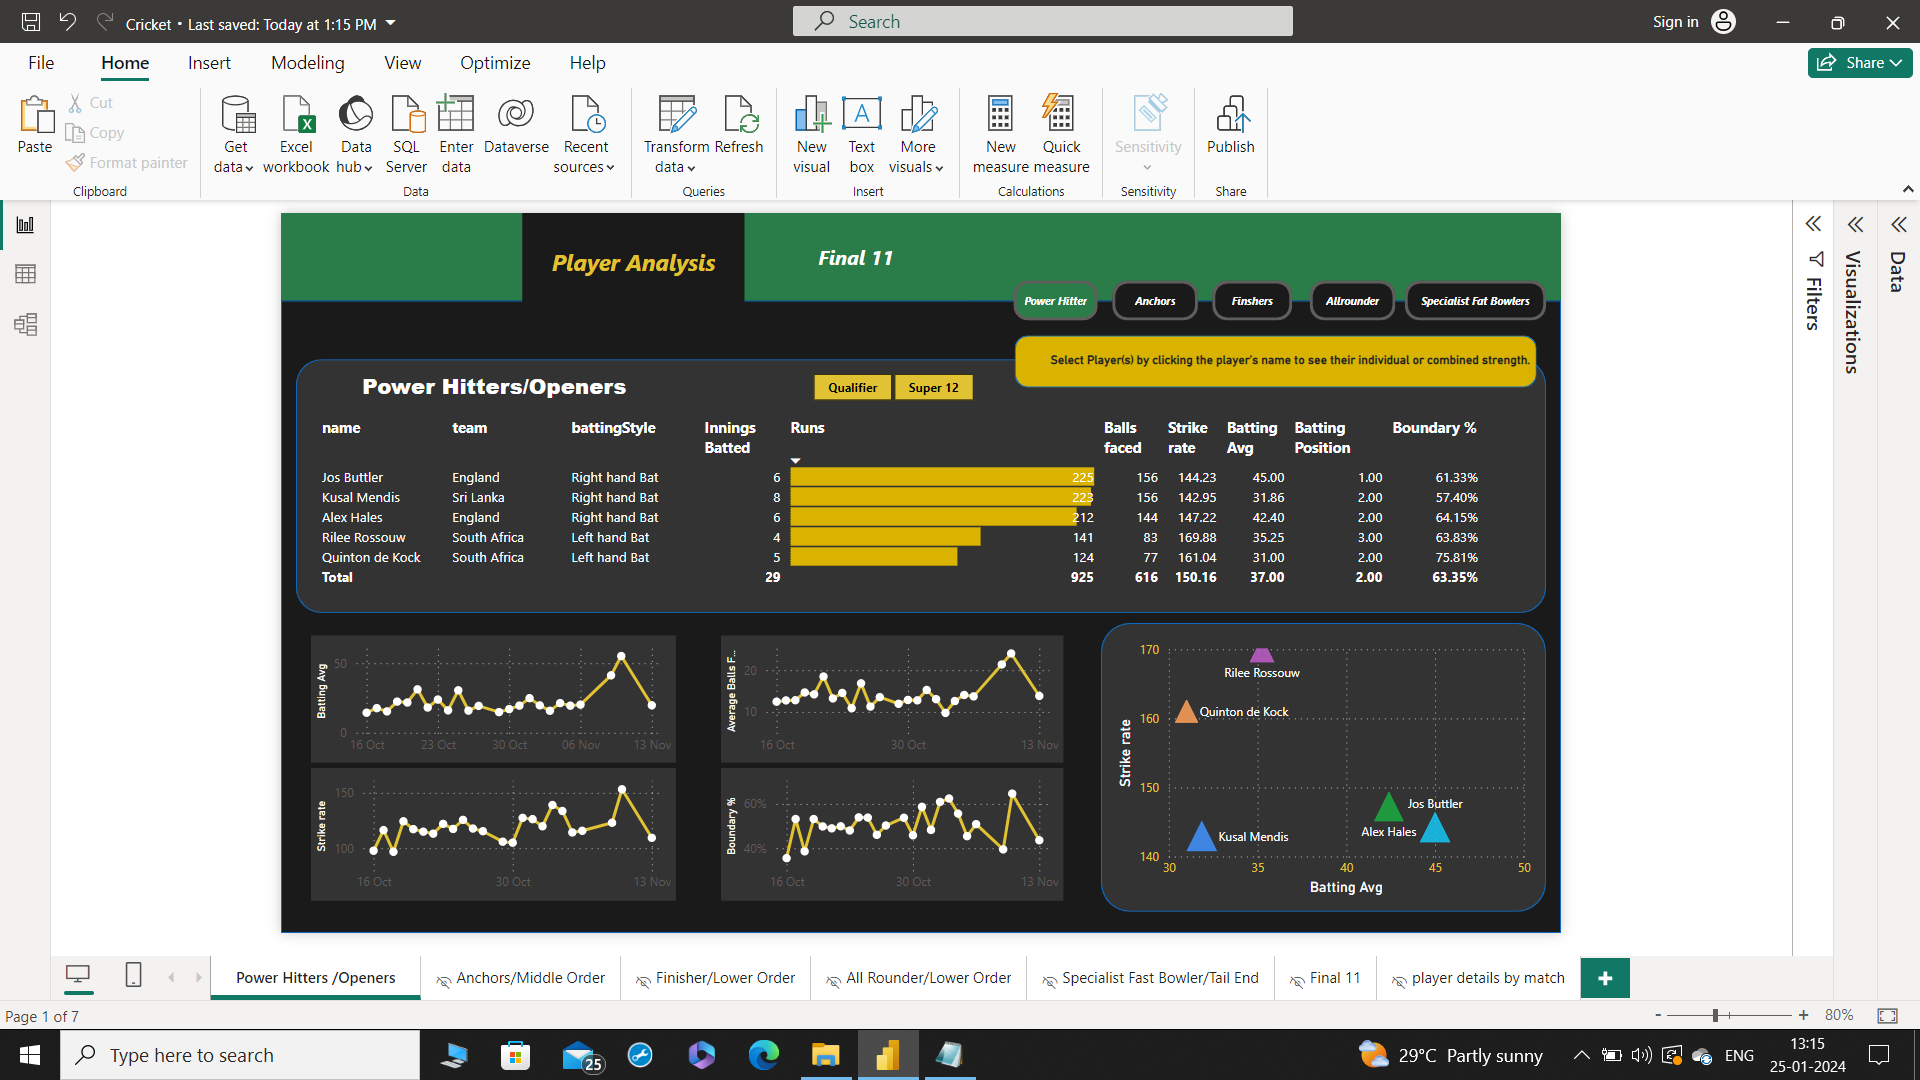 Cricket • Last saved: Today at 1:15 PM
Search
Sign in
File Home Insert Modeling View Optimize Help
Share
Paste
Cut
Copy
Format painter
Clipboard
Get data
Excel workbook
Data hub
SQL Server
Enter data
Dataverse
Recent sources
Data
Transform data
Refresh
Queries
New visual
Text box
More visuals
Insert
New measure
Quick measure
Calculations
Sensitivity
Sensitivity
Publish
Share
Player Analysis
Final 11
Power Hitter
Anchors
Finshers
Allrounder
Specialist Fat Bowlers
Select Player(s) by clicking the player's name to see their individual or combined strength.
Power Hitters/Openers
Qualifier
Super 12
name team battingStyle Innings Batted Runs Balls faced Strike rate Batting Avg Batting Position Boundary %
Jos Buttler England Right hand Bat 6 225 156 144.23 45.00 1.00 61.33%
Kusal Mendis Sri Lanka Right hand Bat 8 223 156 142.95 31.86 2.00 57.40%
Alex Hales England Right hand Bat 6 212 144 147.22 42.40 2.00 64.15%
Rilee Rossouw South Africa Left hand Bat 4 141 83 169.88 35.25 3.00 63.83%
Quinton de Kock South Africa Left hand Bat 5 124 77 161.04 31.00 2.00 75.81%
Total 29 925 616 150.16 37.00 2.00 63.35%
Batting Avg
50
0
16 Oct 23 Oct 30 Oct 06 Nov 13 Nov
Average Balls F...
20
10
16 Oct 30 Oct 13 Nov
Strike rate
150
100
16 Oct 30 Oct 13 Nov
Boundary %
60%
40%
16 Oct 30 Oct 13 Nov
Strike rate
170
160
150
140
Rilee Rossouw
Quinton de Kock
Jos Buttler
Alex Hales
Kusal Mendis
30 35 40 45 50
Batting Avg
Filters
Visualizations
Data
Power Hitters /Openers
Anchors/Middle Order
Finisher/Lower Order
All Rounder/Lower Order
Specialist Fast Bowler/Tail End
Final 11
player details by match
+
Page 1 of 7
- + 80%
Type here to search
25
29°C Partly sunny
ENG
13:15
25-01-2024